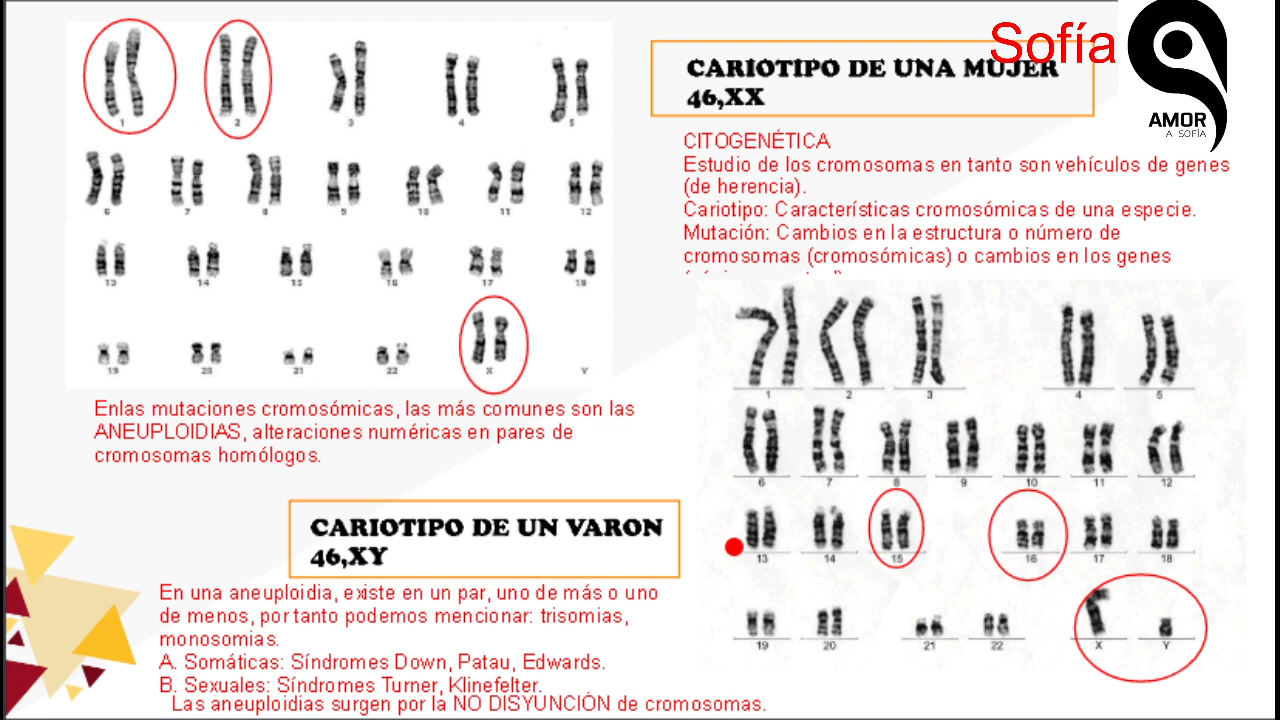 Sofía
AMOR
A SOFÍA
CARIOTIPO DE UNA MUJER
46,XX
CITOGENÉTICA
Estudio de los cromosomas en tanto son vehículos de genes
(de herencia).
Cariotipo: Características cromosómicas de una especie.
Mutación: Cambios en la estructura o número de
cromosomas (cromosómicas) o cambios en los genes
1 2 3 4 5
6 7 8 9 10 11 12
13 14 15 16 17 18
19 20 21 22 X Y
Enlas mutaciones cromosómicas, las más comunes son las
ANEUPLOIDIAS, alteraciones numéricas en pares de
cromosomas homólogos.
1 2 3 4 5
6 7 8 9 10 11 12
13 14 15 16 17 18
19 20 21 22 X Y
CARIOTIPO DE UN VARON
46,XY
En una aneuploidia, existe en un par, uno de más o uno
de menos, por tanto podemos mencionar: trisomias,
monosomias.
A. Somáticas: Síndromes Down, Patau, Edwards.
B. Sexuales: Síndromes Turner, Klinefelter.
Las aneuploidias surgen por la NO DISYUNCIÓN de cromosomas.